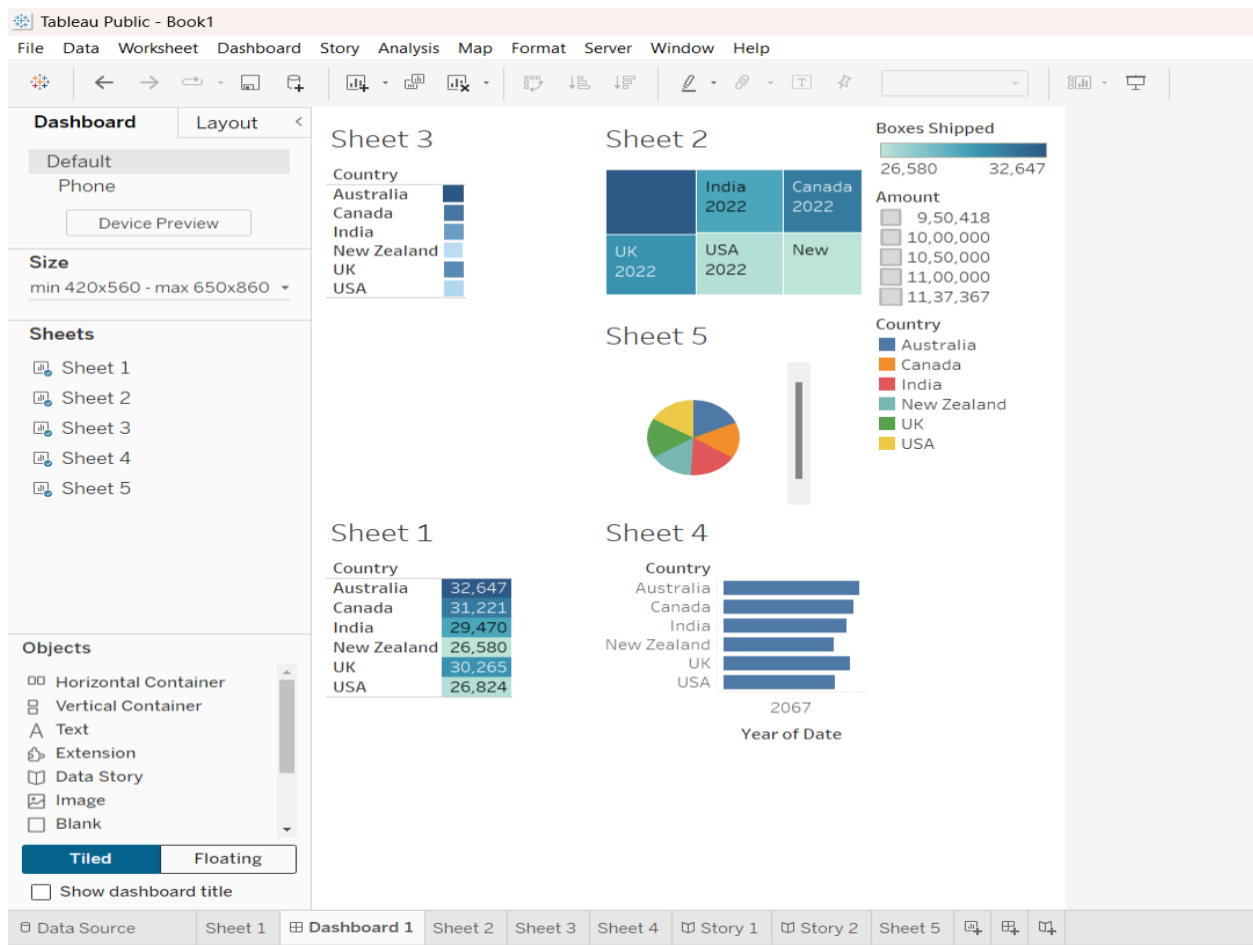 Tableau Public - Book1
File Data Worksheet Dashboard Story Analysis Map Format Server Window Help
Dashboard Layout <
Default
Phone
Device Preview
Size
min 420x560 - max 650x860
Sheets
Sheet 1
Sheet 2
Sheet 3
Sheet 4
Sheet 5
Objects
Horizontal Container
Vertical Container
A Text
Extension
Data Story
Image
Blank
Tiled Floating
Show dashboard title
Sheet 3
Country
Australia
Canada
India
New Zealand
UK
USA
Sheet 2
India
2022
Canada
2022
UK
2022
USA
2022
New
Boxes Shipped
26,580 32,647
Amount
9,50,418
10,00,000
10,50,000
11,00,000
11,37,367
Country
Australia
Canada
India
New Zealand
UK
USA
Sheet 5
Sheet 1
Country
Australia 32,647
Canada 31,221
India 29,470
New Zealand 26,580
UK 30,265
USA 26,824
Sheet 4
Country
Australia
Canada
India
New Zealand
UK
USA
2067
Year of Date
Data Source Sheet 1 Dashboard 1 Sheet 2 Sheet 3 Sheet 4 Story 1 Story 2 Sheet 5